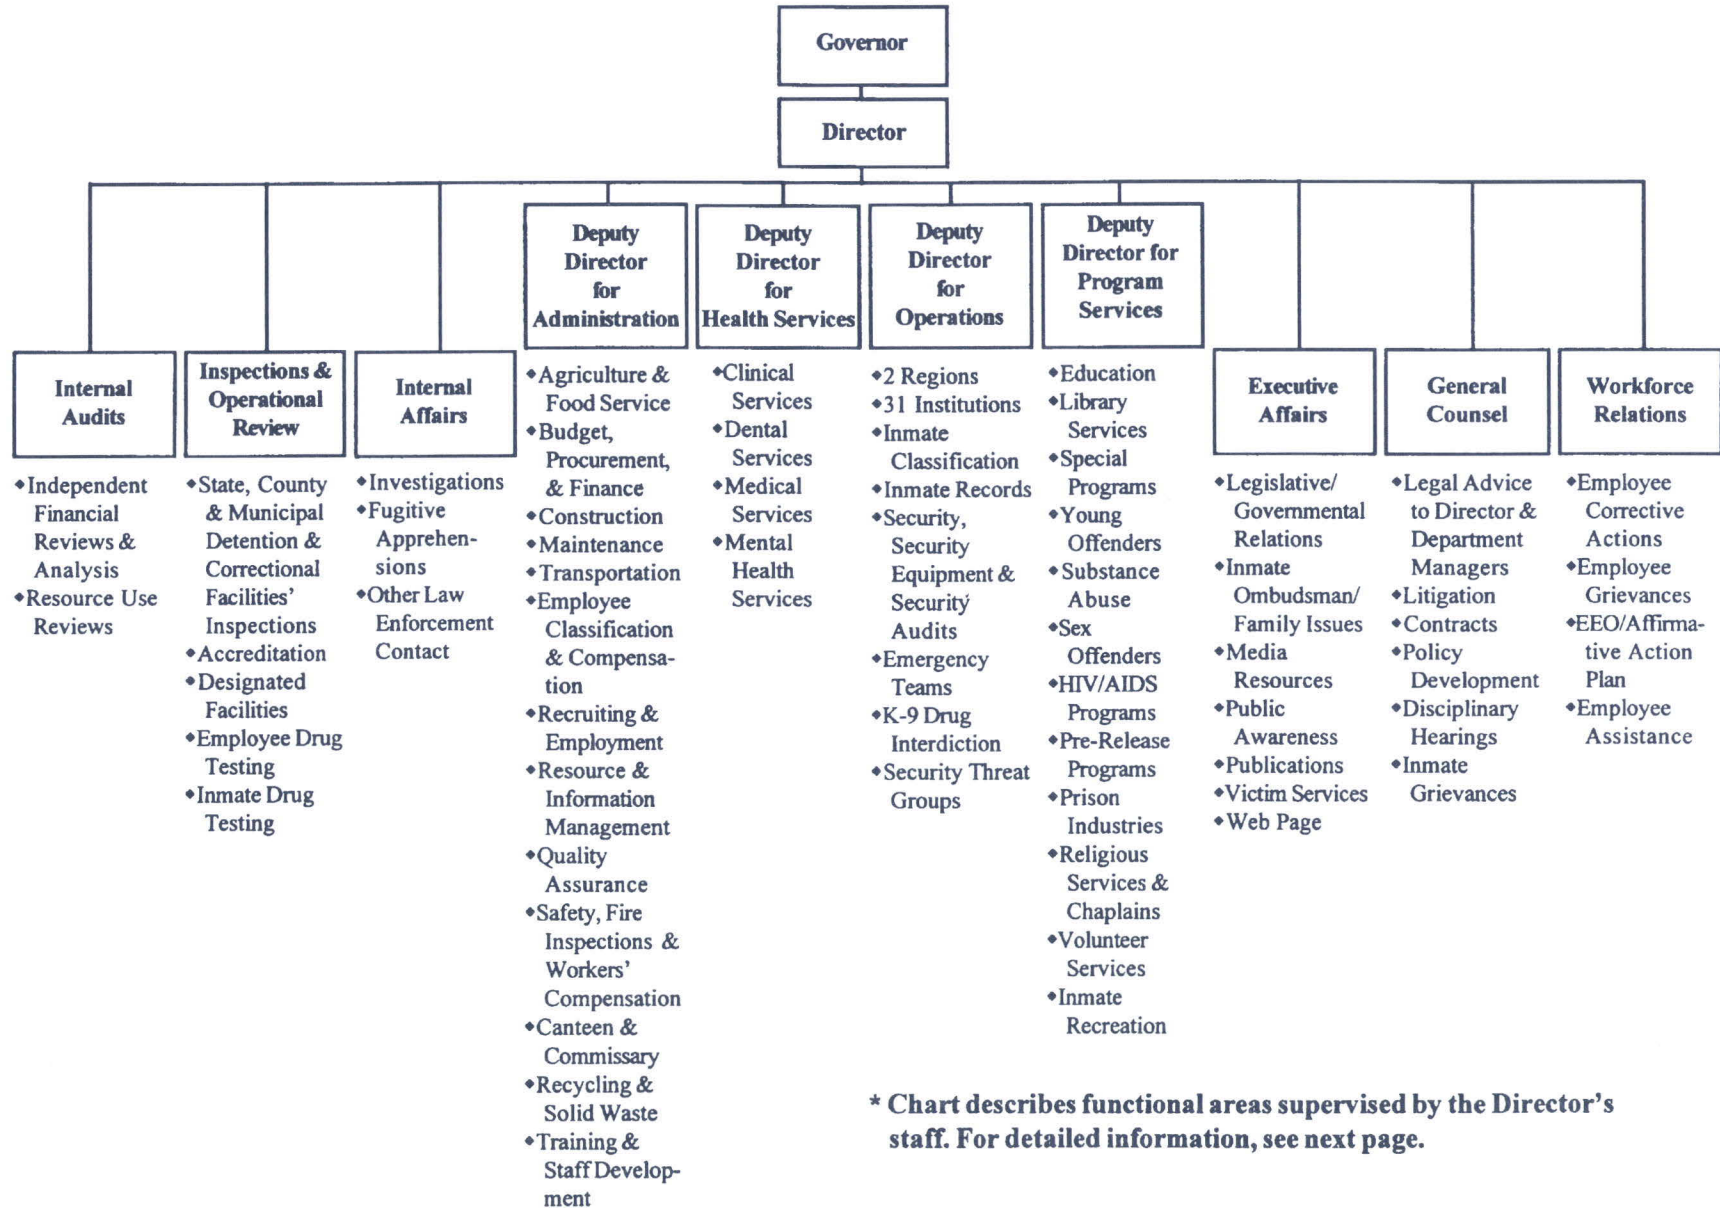 Governor
Director
Deputy
Director
for
Administration
Deputy
Director
for
Health Services
Deputy
Director
for
Operations
Deputy
Director for
Program
Services
Internal
Audits
Inspections &
Operational
Review
Internal
Affairs
Executive
Affairs
General
Counsel
Workforce
Relations
◆Independent
Financial
Reviews &
Analysis
◆Resource Use
Reviews
◆State, County
& Municipal
Detention &
Correctional
Facilities'
Inspections
◆Accreditation
◆Designated
Facilities
◆Employee Drug
Testing
◆Inmate Drug
Testing
◆Investigations
◆Fugitive
Apprehen-
sions
◆Other Law
Enforcement
Contact
◆Agriculture &
Food Service
◆Budget,
Procurement,
& Finance
◆Construction
◆Maintenance
◆Transportation
◆Employee
Classification
& Compensa-
tion
◆Recruiting &
Employment
◆Resource &
Information
Management
◆Quality
Assurance
◆Safety, Fire
Inspections &
Workers'
Compensation
◆Canteen &
Commissary
◆Recycling &
Solid Waste
◆Training &
Staff Develop-
ment
◆Clinical
Services
◆Dental
Services
◆Medical
Services
◆Mental
Health
Services
◆2 Regions
◆31 Institutions
◆Inmate
Classification
◆Inmate Records
◆Security,
Security
Equipment &
Security
Audits
◆Emergency
Teams
◆K-9 Drug
Interdiction
◆Security Threat
Groups
◆Education
◆Library
Services
◆Special
Programs
◆Young
Offenders
◆Substance
Abuse
◆Sex
Offenders
◆HIV/AIDS
Programs
◆Pre-Release
Programs
◆Prison
Industries
◆Religious
Services &
Chaplains
◆Volunteer
Services
◆Inmate
Recreation
◆Legislative/
Governmental
Relations
◆Inmate
Ombudsman/
Family Issues
◆Media
Resources
◆Public
Awareness
◆Publications
◆Victim Services
◆Web Page
◆Legal Advice
to Director &
Department
Managers
◆Litigation
◆Contracts
◆Policy
Development
◆Disciplinary
Hearings
◆Inmate
Grievances
◆Employee
Corrective
Actions
◆Employee
Grievances
◆EEO/Affirma-
tive Action
Plan
◆Employee
Assistance
* Chart describes functional areas supervised by the Director's
staff. For detailed information, see next page.